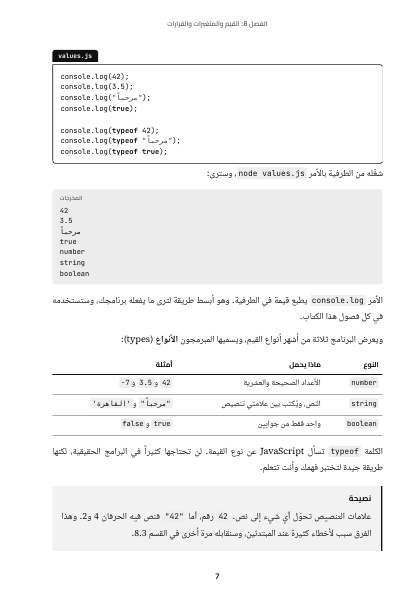 الفصل 8: القيم والمتغيرات والقرارات
values.js
console.log(42);
console.log(3.5);
console.log("مرحباً");
console.log(true);
console.log(typeof 42);
console.log(typeof "مرحباً");
console.log(typeof true);
شغّله من الطرفية بالأمر node values.js، وسترى:
المخرجات
42
3.5
مرحباً
true
number
string
boolean
الأمر console.log يطبع قيمة في الطرفية. وهو أبسط طريقة لترى ما يفعله برنامجك، وستستخدمه
في كل فصول هذا الكتاب.
ويعرض البرنامج ثلاثة من أشهر أنواع القيم، ويسميها المبرمجون الأنواع (types):
النوع ماذا يحمل أمثلة
number الأعداد الصحيحة والعشرية 42 و 3.5 و 7-
string النص، ويُكتب بين علامتي تنصيص "مرحباً" و 'القاهرة'
boolean واحد فقط من جوابين true و false
الكلمة typeof تسأل JavaScript عن نوع القيمة. لن تحتاجها كثيراً في البرامج الحقيقية، لكنها
طريقة جيدة لتختبر فهمك وأنت تتعلم.
نصيحة
علامات التنصيص تحوّل أي شيء إلى نص. 42 رقم، أما "42" فنص فيه الحرفان 4 و2. وهذا
الفرق سبب لأخطاء كثيرة عند المبتدئين، وستقابله مرة أخرى في القسم 8.3.
7